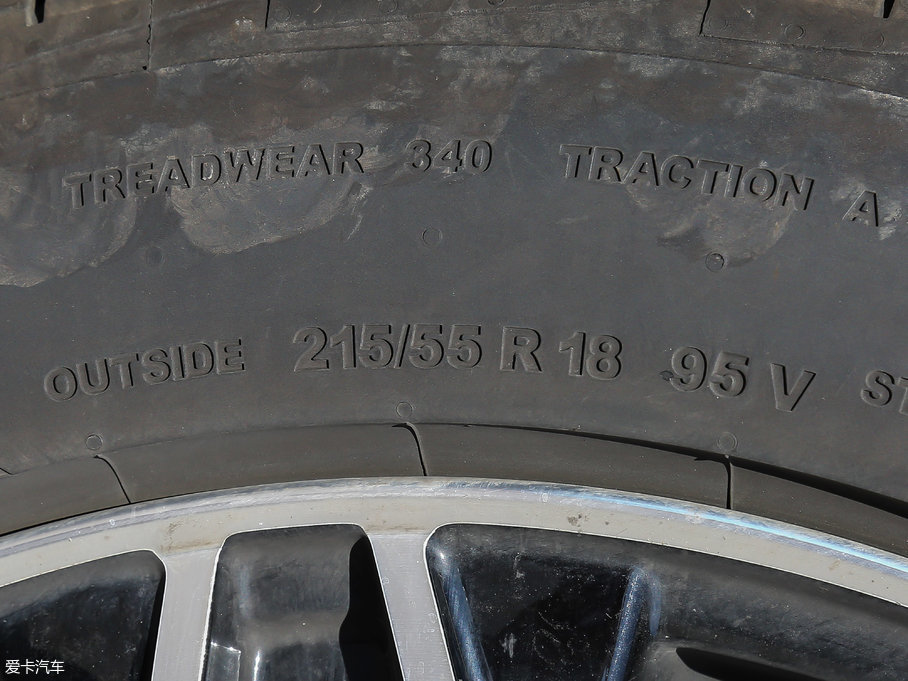 TREADWEAR 340 TRACTION A
OUTSIDE 215/55 R 18 95 V
爱卡汽车